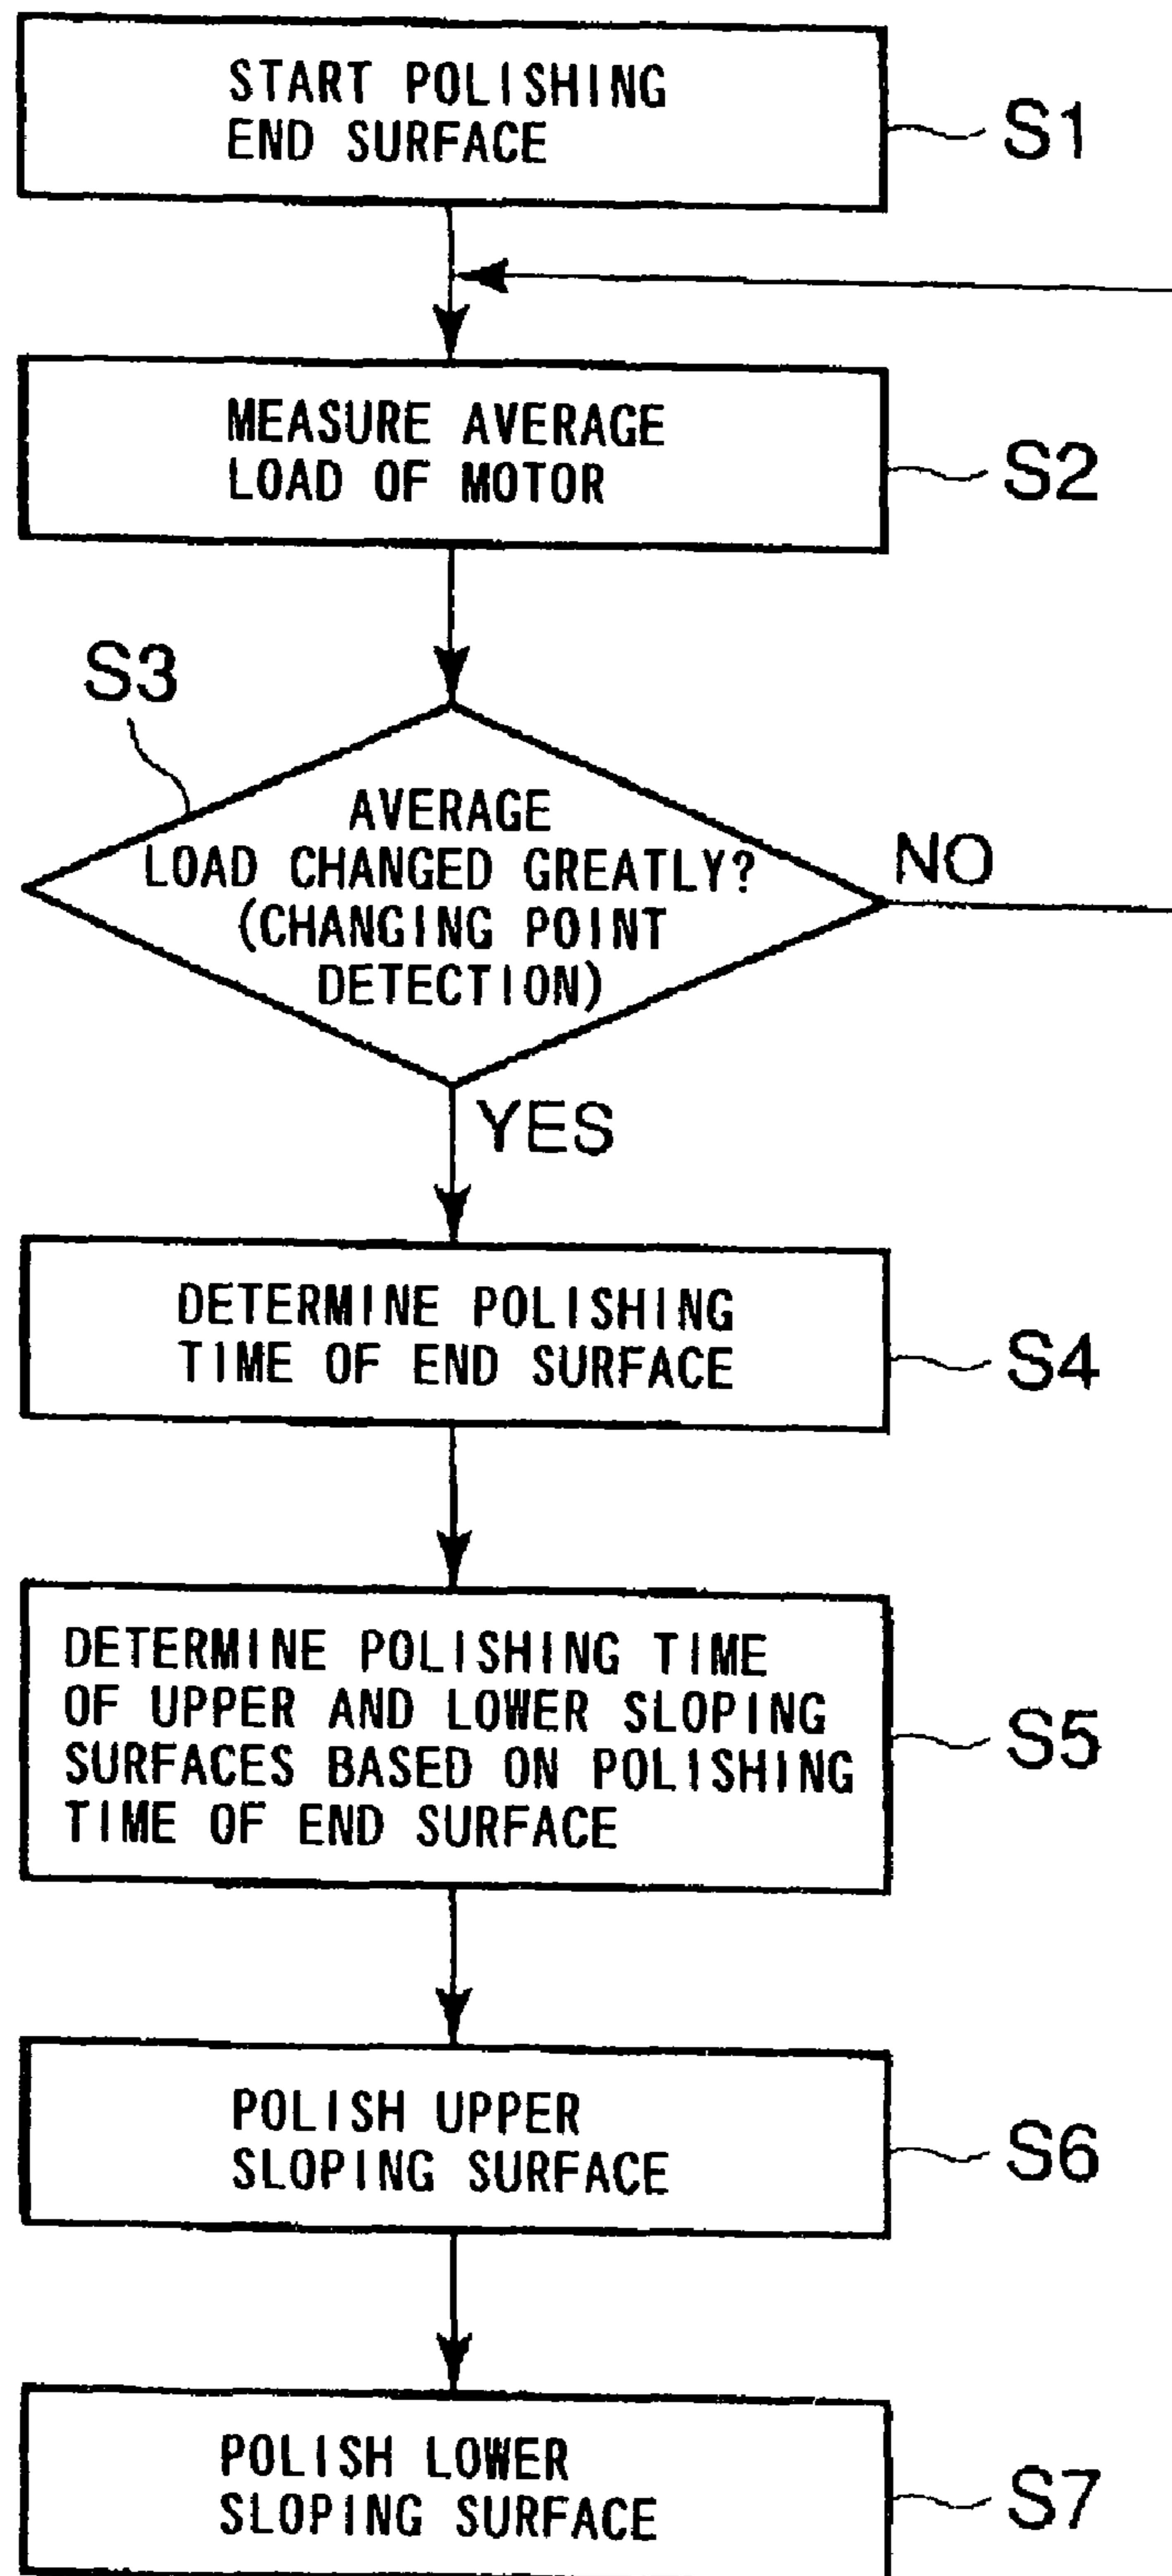 START POLISHING
END SURFACE
S1
MEASURE AVERAGE
LOAD OF MOTOR
S2
S3
AVERAGE
LOAD CHANGED GREATLY?
(CHANGING POINT
DETECTION)
NO
YES
DETERMINE POLISHING
TIME OF END SURFACE
S4
DETERMINE POLISHING TIME
OF UPPER AND LOWER SLOPING
SURFACES BASED ON POLISHING
TIME OF END SURFACE
S5
POLISH UPPER
SLOPING SURFACE
S6
POLISH LOWER
SLOPING SURFACE
S7